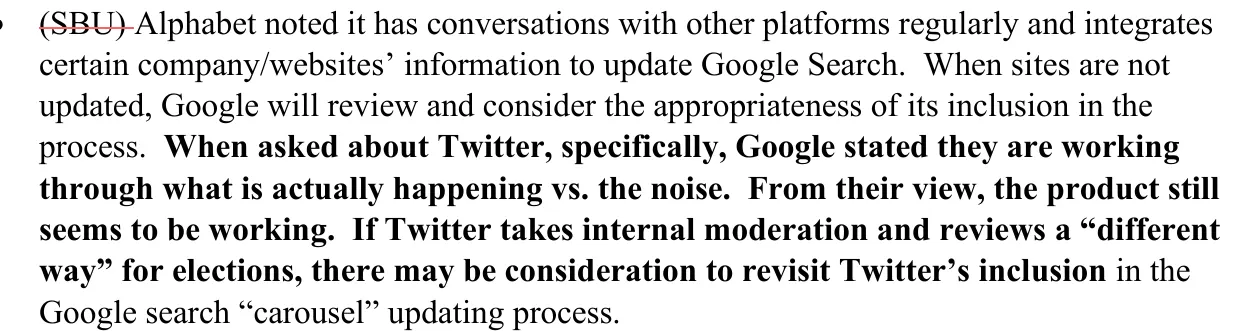 • (SBU) Alphabet noted it has conversations with other platforms regularly and integrates
certain company/websites’ information to update Google Search.  When sites are not
updated, Google will review and consider the appropriateness of its inclusion in the
process.  When asked about Twitter, specifically, Google stated they are working
through what is actually happening vs. the noise.  From their view, the product still
seems to be working.  If Twitter takes internal moderation and reviews a “different
way” for elections, there may be consideration to revisit Twitter’s inclusion in the
Google search “carousel” updating process.